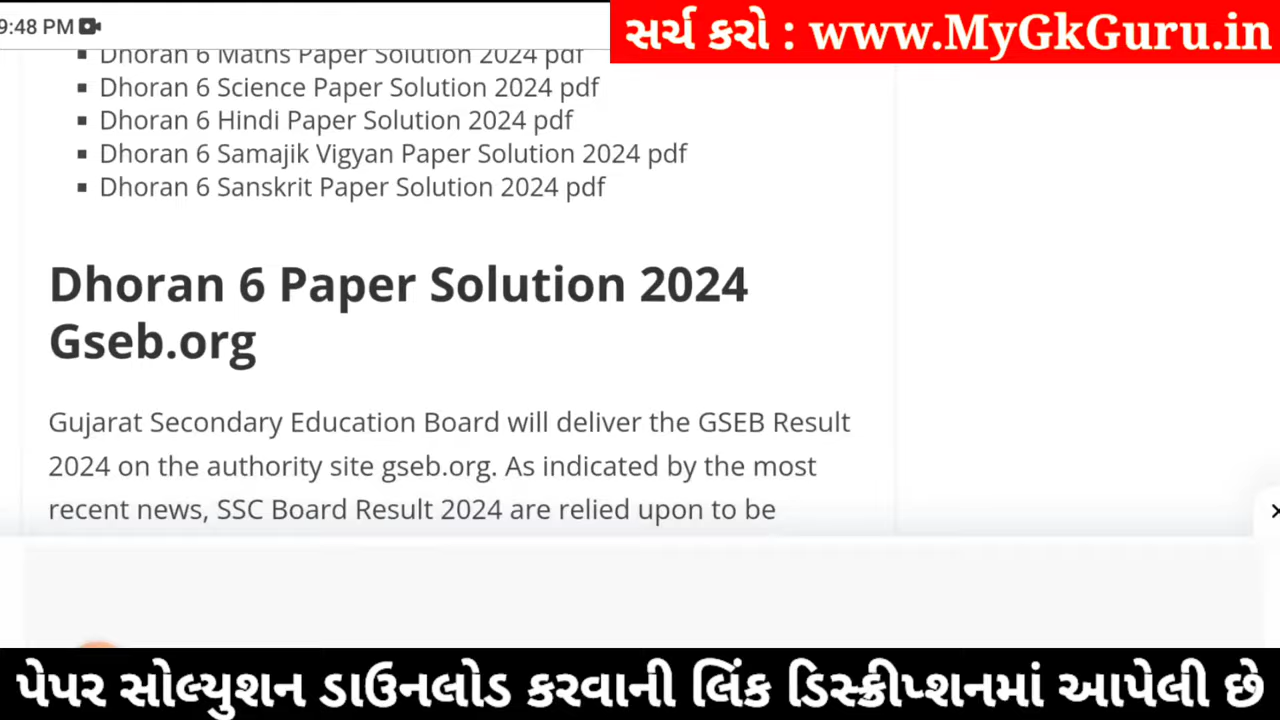 9:48 PM
સર્ચ કરો : www.MyGkGuru.in
Dhoran 6 Maths Paper Solution 2024 pdf
Dhoran 6 Science Paper Solution 2024 pdf
Dhoran 6 Hindi Paper Solution 2024 pdf
Dhoran 6 Samajik Vigyan Paper Solution 2024 pdf
Dhoran 6 Sanskrit Paper Solution 2024 pdf
Dhoran 6 Paper Solution 2024
Gseb.org
Gujarat Secondary Education Board will deliver the GSEB Result
2024 on the authority site gseb.org. As indicated by the most
recent news, SSC Board Result 2024 are relied upon to be
પેપર સોલ્યુશન ડાઉનલોડ કરવાની લિંક ડિસ્ક્રીપ્શનમાં આપેલી છે